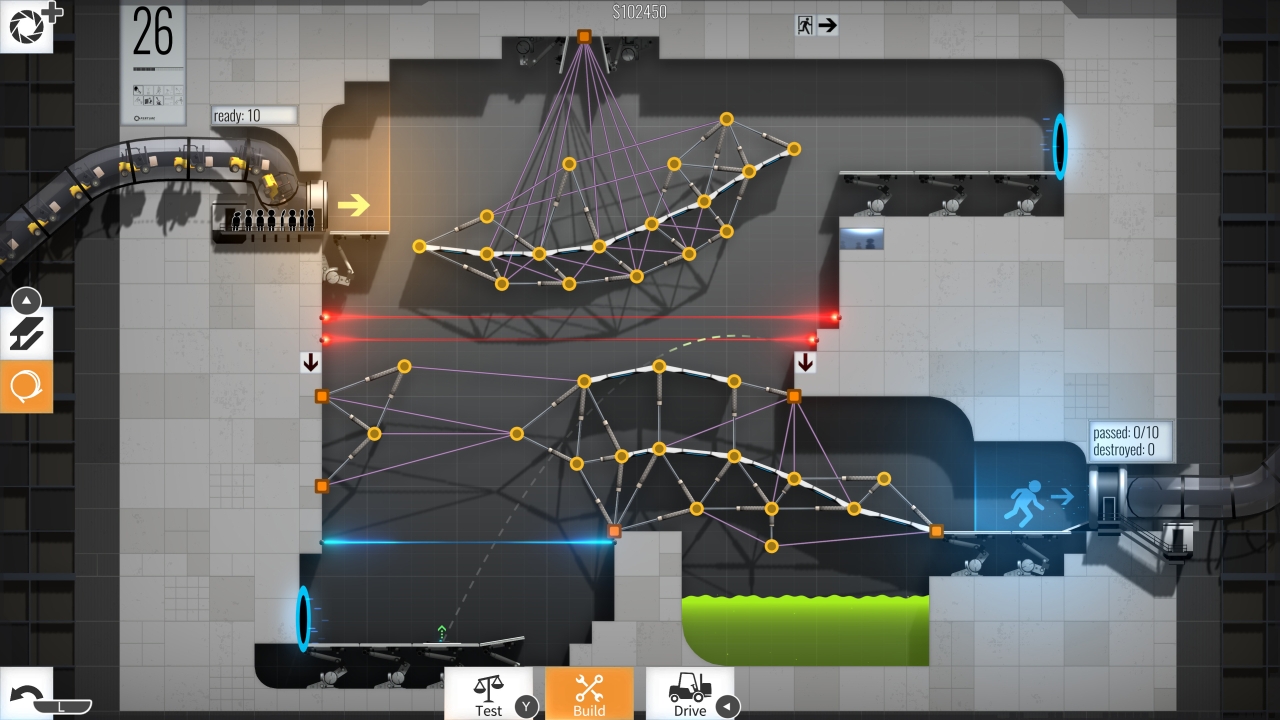 $102450
26
ready: 10
passed: 0/10
destroyed: 0
L
Test
Y
Build
Drive